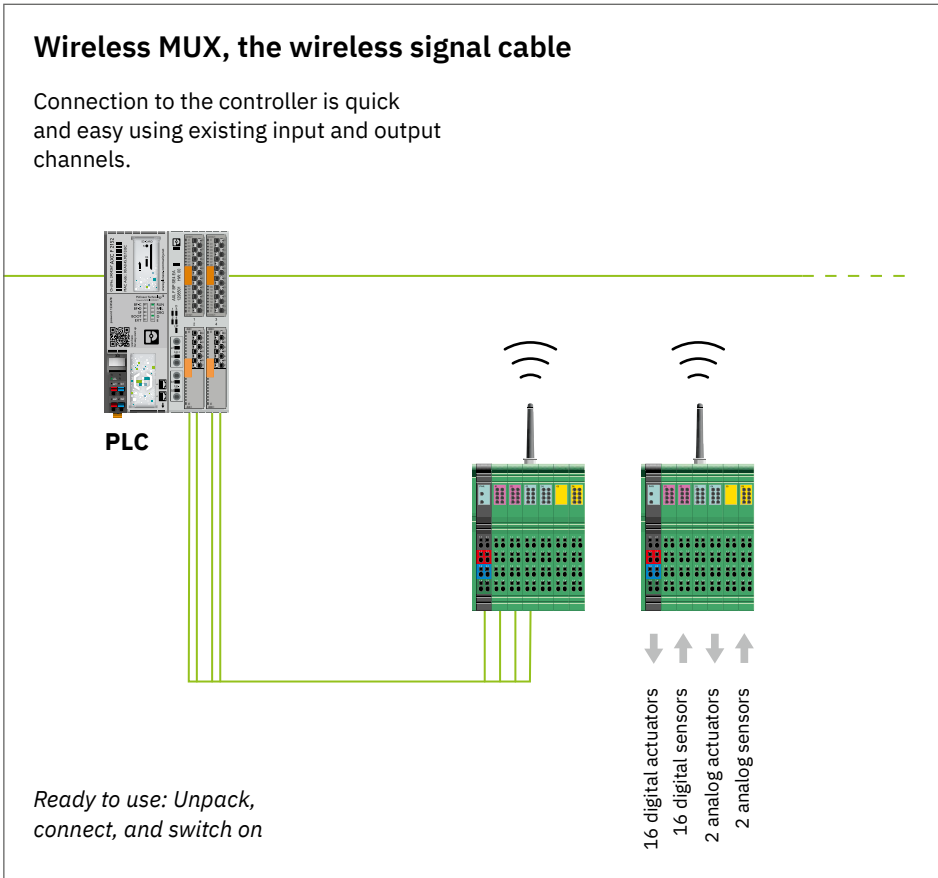 Wireless MUX, the wireless signal cable
Connection to the controller is quick
and easy using existing input and output
channels.
PLC
16 digital actuators
16 digital sensors
2 analog actuators
2 analog sensors
Ready to use: Unpack,
connect, and switch on